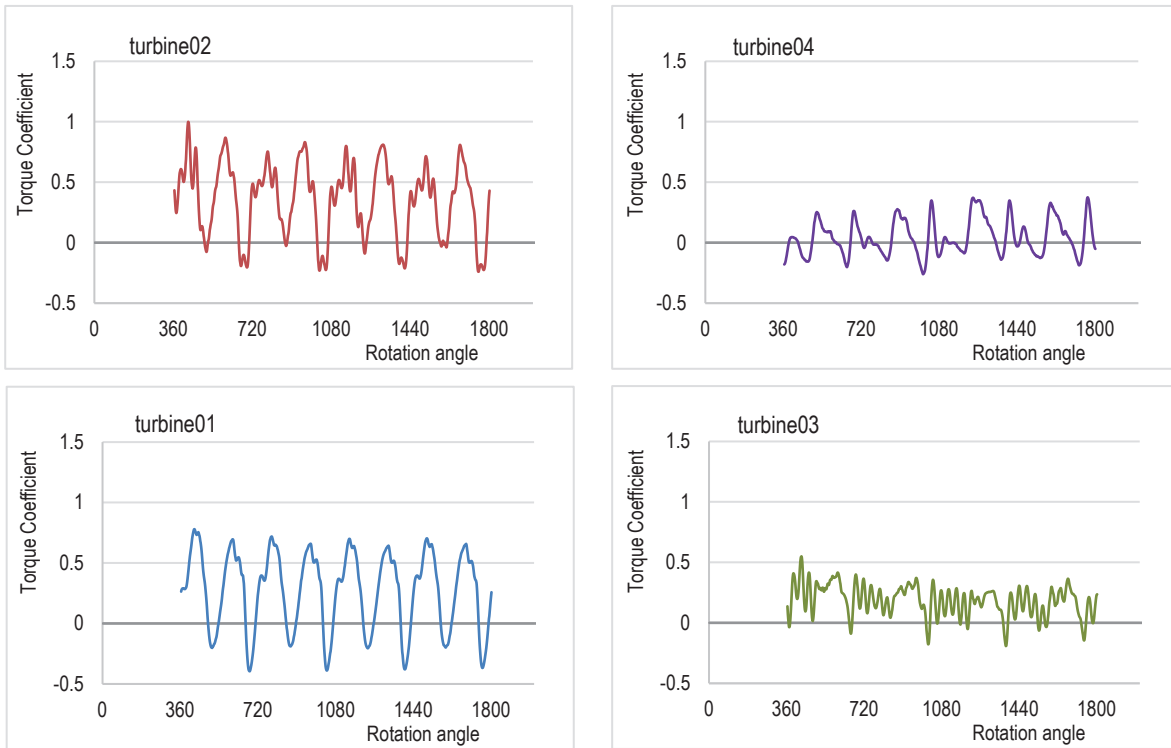 turbine02
Torque Coefficient
1.5
1
0.5
0
-0.5
0 360 720 1080 1440 1800
Rotation angle
turbine04
Torque Coefficient
1.5
1
0.5
0
-0.5
0 360 720 1080 1440 1800
Rotation angle
turbine01
Torque Coefficient
1.5
1
0.5
0
-0.5
0 360 720 1080 1440 1800
Rotation angle
turbine03
Torque Coefficient
1.5
1
0.5
0
-0.5
0 360 720 1080 1440 1800
Rotation angle